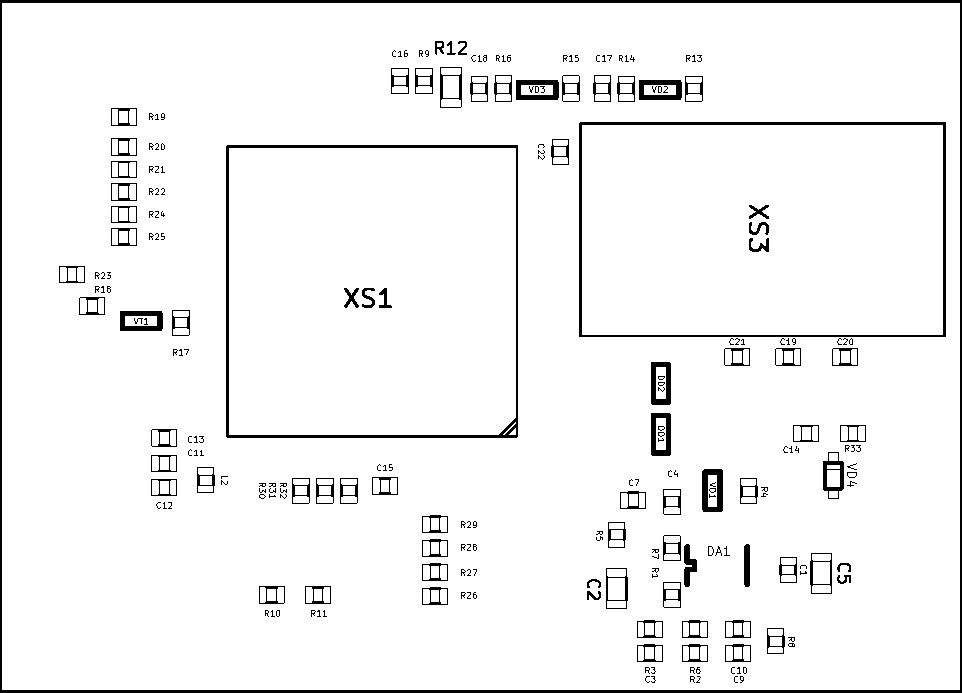 C16 R9 R12 C18 R16 R15 C17 R14 R13
VD3 VD2
R19
C22
R20
R21
R22
R24
R25
XS3
R23
R18
XS1
VT1
R17
C21 C19 C20
DD2
DD1
C13
C11
C14 R33
L2
C12
R30 R31 R32 C15
C4
C7
VD1
R4
VD4
R29
R5
R28
R7
DA1
R27
R1
C1
C5
C2
R26
R10 R11
R8
R3 R6 C10
C3 R2 C9